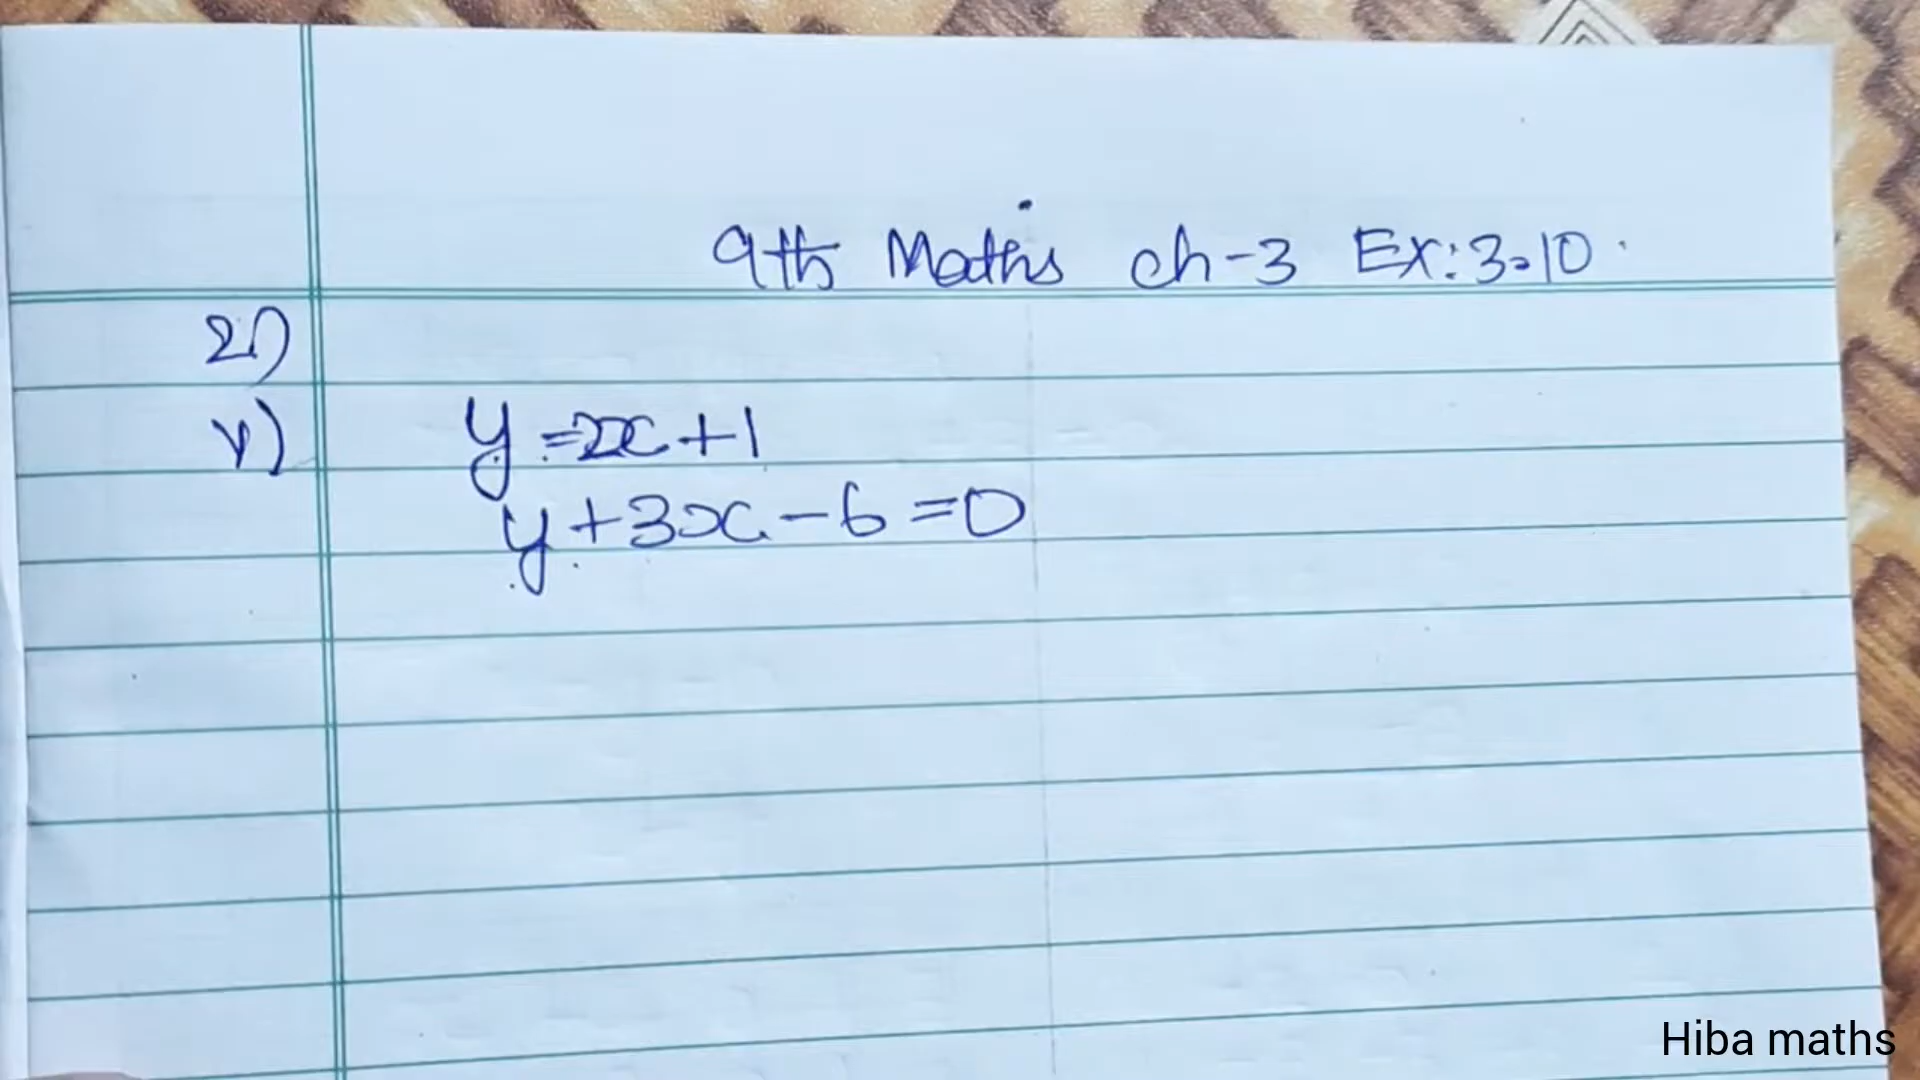 9th Maths ch-3 Ex: 3.10.
2)
v) y = 2x + 1
y + 3x - 6 = 0
Hiba maths